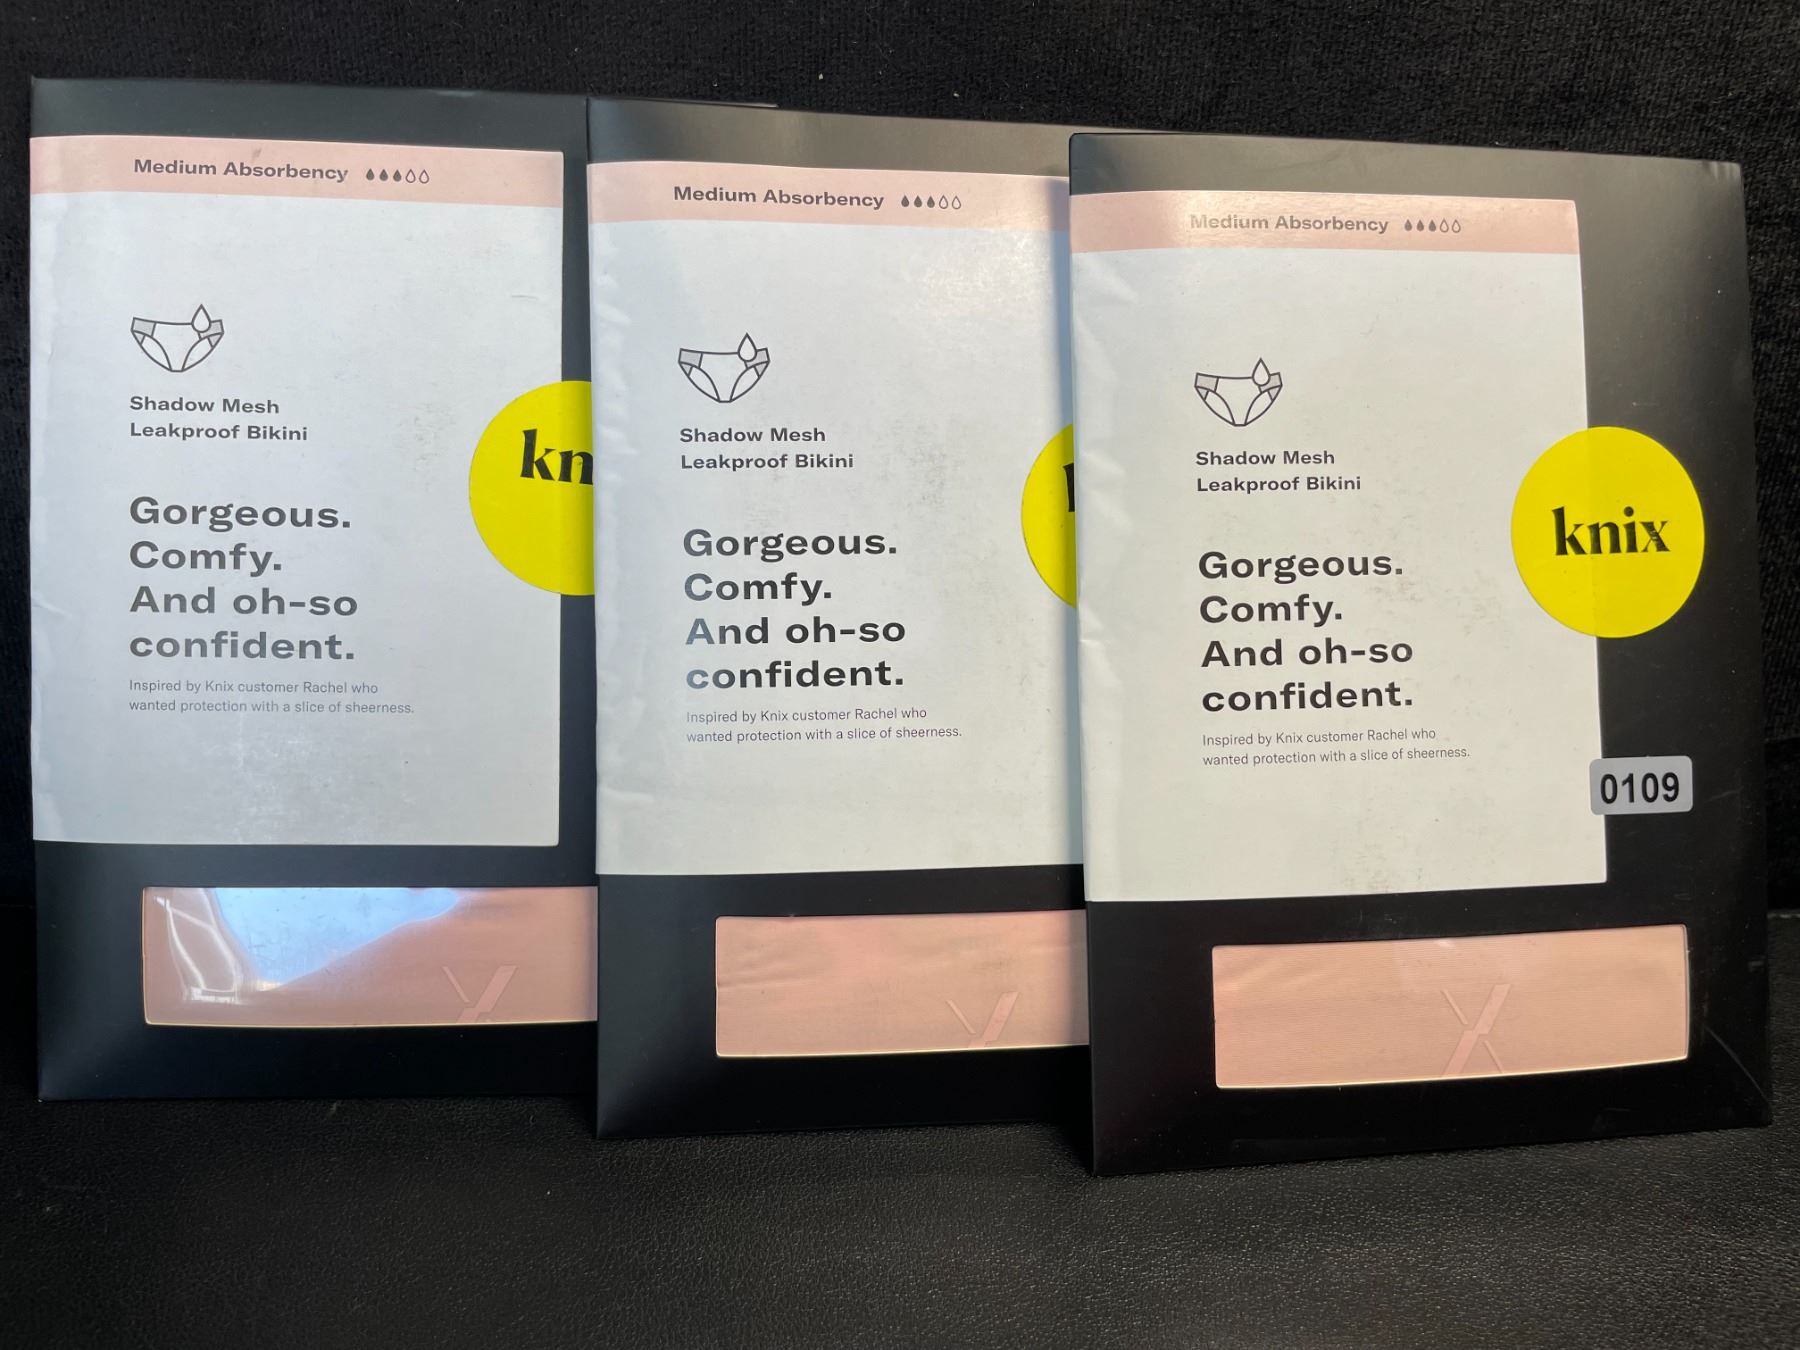 Medium Absorbency
Shadow Mesh
Leakproof Bikini
Gorgeous.
Comfy.
And oh-so
confident.
Inspired by Knix customer Rachel who
wanted protection with a slice of sheerness.
kn
Medium Absorbency
Shadow Mesh
Leakproof Bikini
Gorgeous.
Comfy.
And oh-so
confident.
Inspired by Knix customer Rachel who
wanted protection with a slice of sheerness.
Medium Absorbency
Shadow Mesh
Leakproof Bikini
Gorgeous.
Comfy.
And oh-so
confident.
Inspired by Knix customer Rachel who
wanted protection with a slice of sheerness.
knix
0109